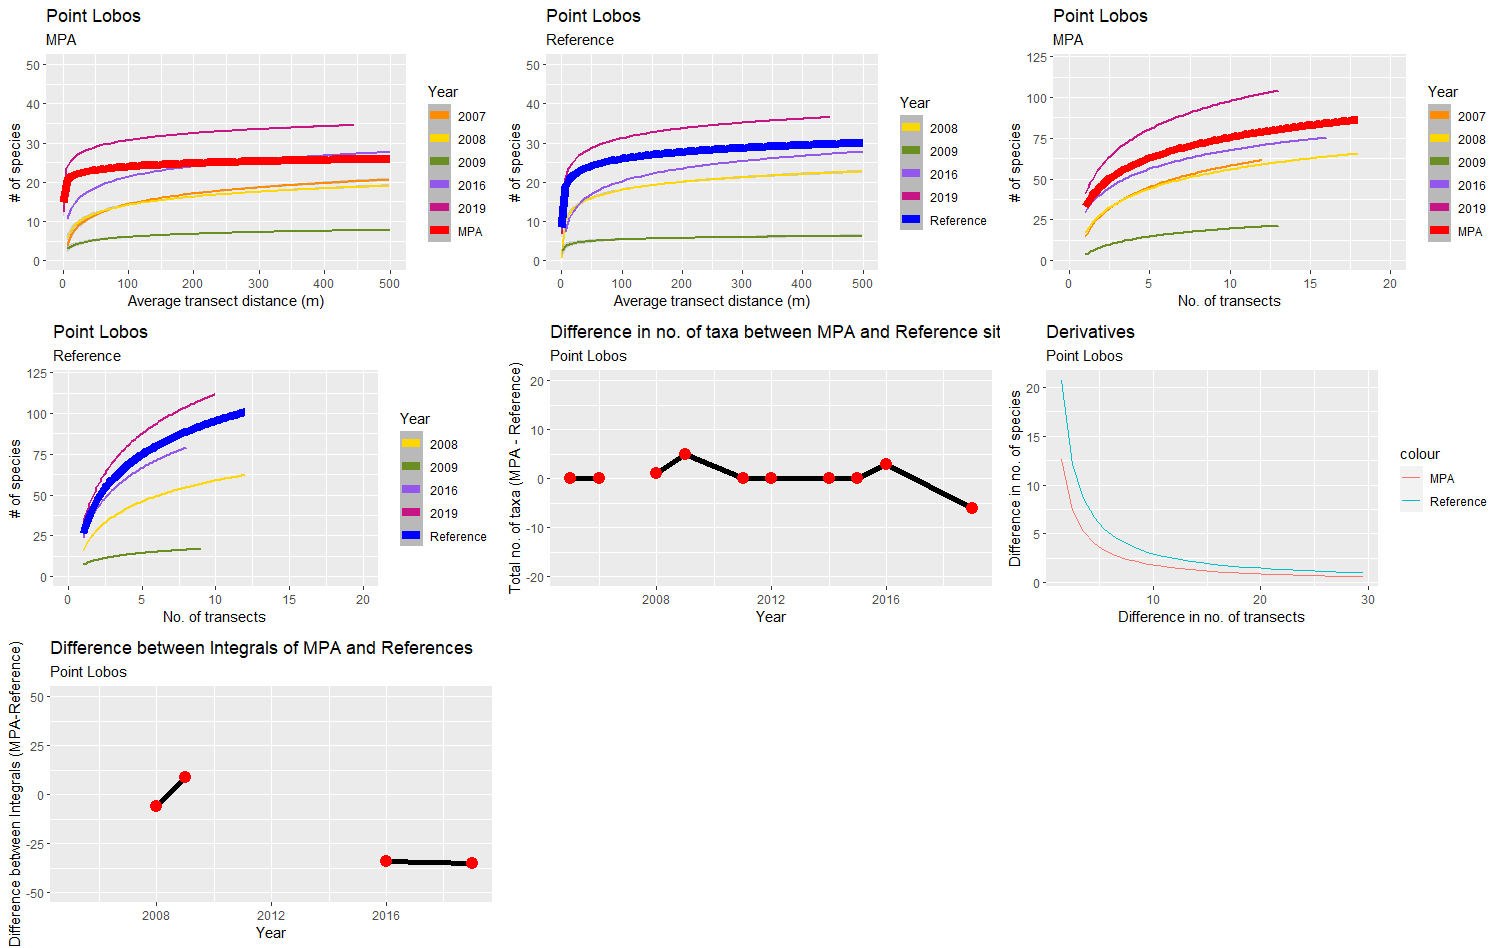 Point Lobos
MPA
# of species
50
40
30
20
10
0
0 100 200 300 400 500
Average transect distance (m)
Year
2007
2008
2009
2016
2019
MPA
Point Lobos
Reference
# of species
50
40
30
20
10
0
0 100 200 300 400 500
Average transect distance (m)
Year
2008
2009
2016
2019
Reference
Point Lobos
MPA
# of species
125
100
75
50
25
0
0 5 10 15 20
No. of transects
Year
2007
2008
2009
2016
2019
MPA
Point Lobos
Reference
# of species
125
100
75
50
25
0
0 5 10 15 20
No. of transects
Year
2008
2009
2016
2019
Reference
Difference in no. of taxa between MPA and Reference sit
Point Lobos
Total no. of taxa (MPA - Reference)
20
10
0
-10
-20
2008 2012 2016
Year
Derivatives
Point Lobos
Difference in no. of species
20
15
10
5
0
10 20 30
Difference in no. of transects
colour
MPA
Reference
Difference between Integrals of MPA and References
Point Lobos
Difference between Integrals (MPA-Reference)
50
25
0
-25
-50
2008 2012 2016
Year